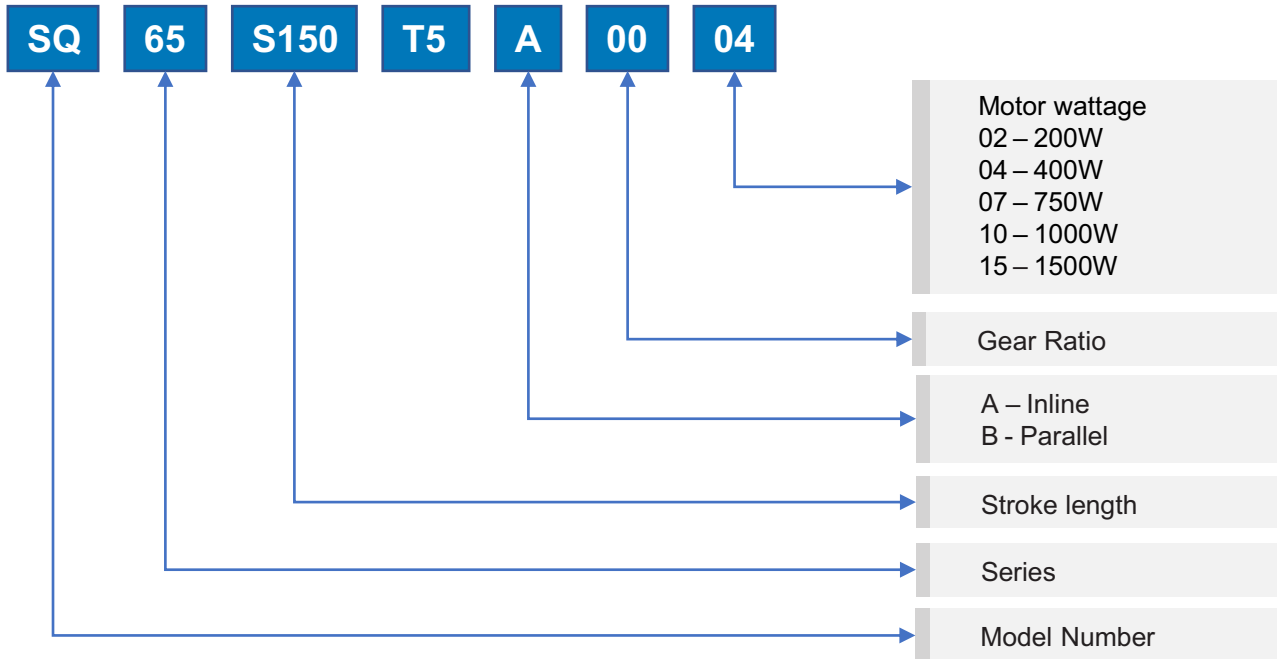 SQ 65 S150 T5 A 00 04
Motor wattage
02 – 200W
04 – 400W
07 – 750W
10 – 1000W
15 – 1500W
Gear Ratio
A – Inline
B - Parallel
Stroke length
Series
Model Number